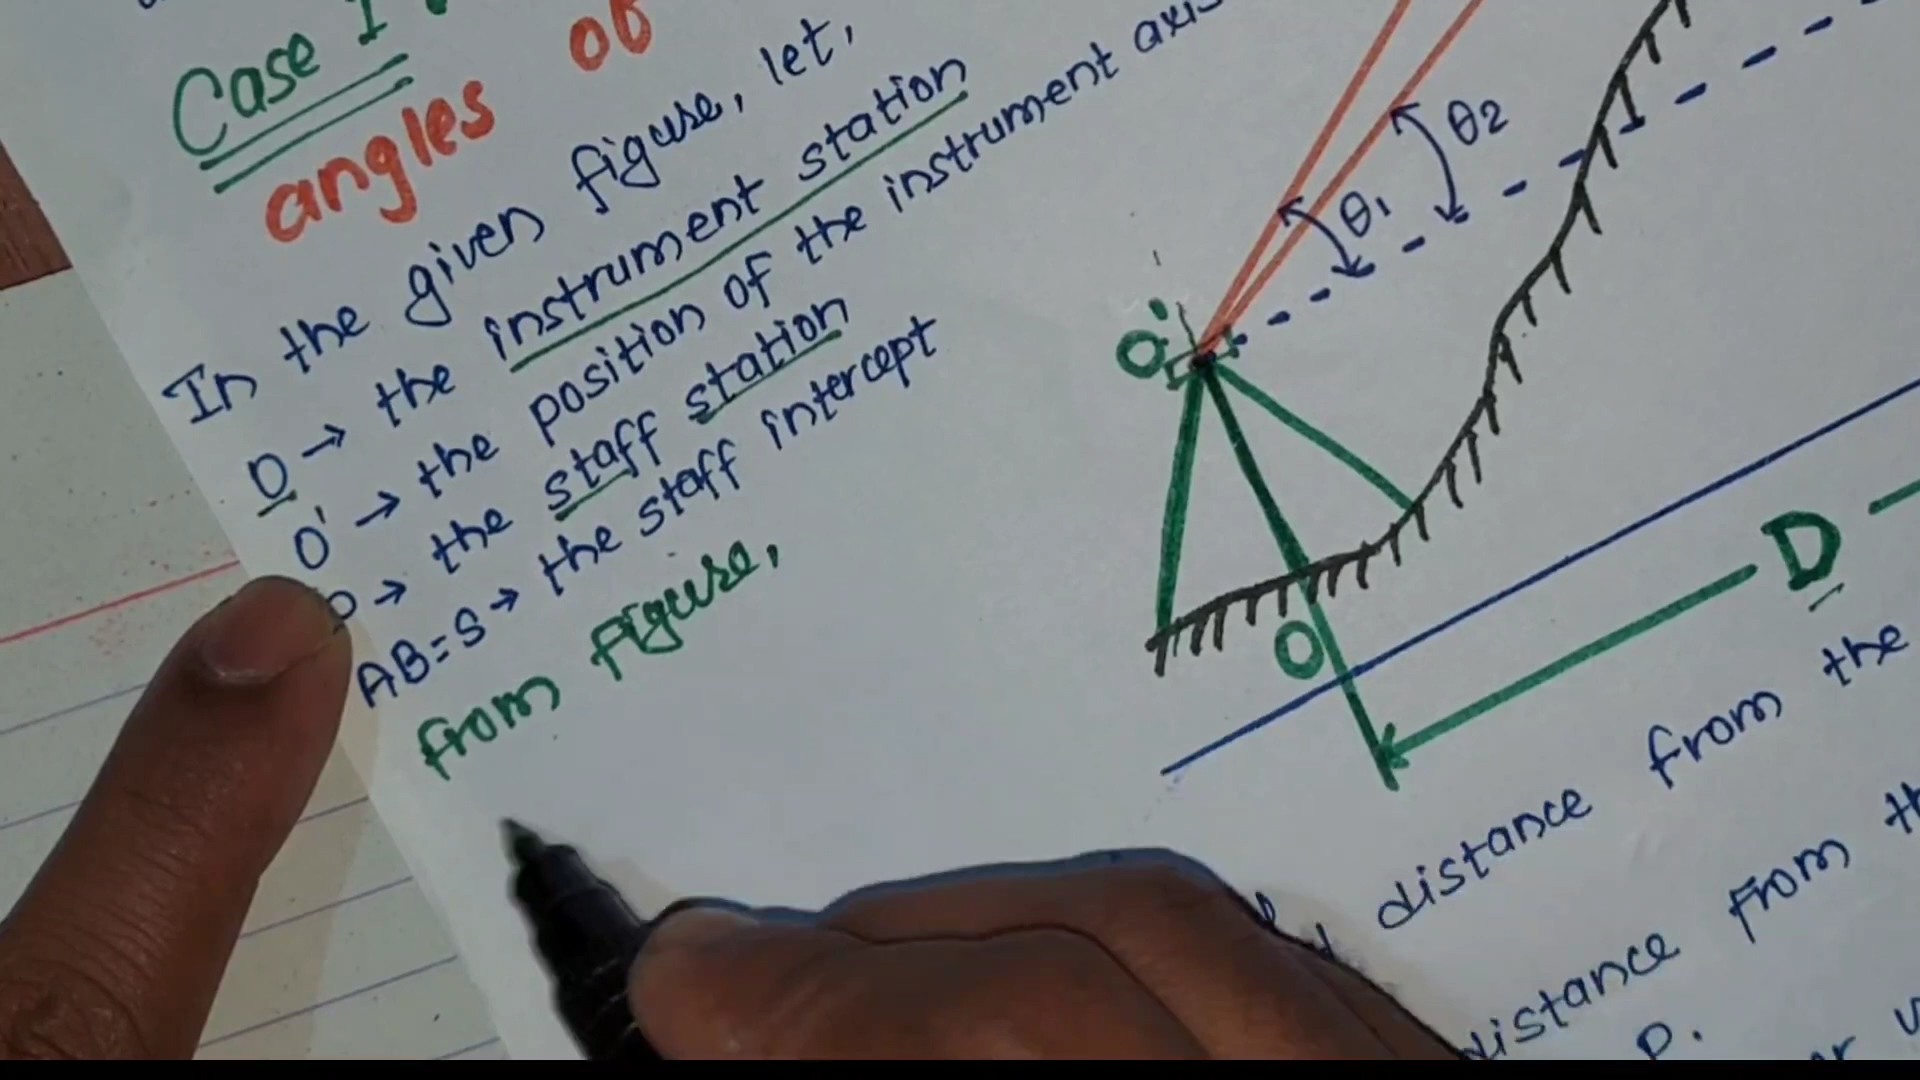 Case I
angles of
In the given figure, let,
O → the instrument station
O' → the position of the instrument axis
P → the staff station
AB = S → the staff intercept
From figure,
θ2
θ1
O'
O
D
distance from the
distance from th
P.